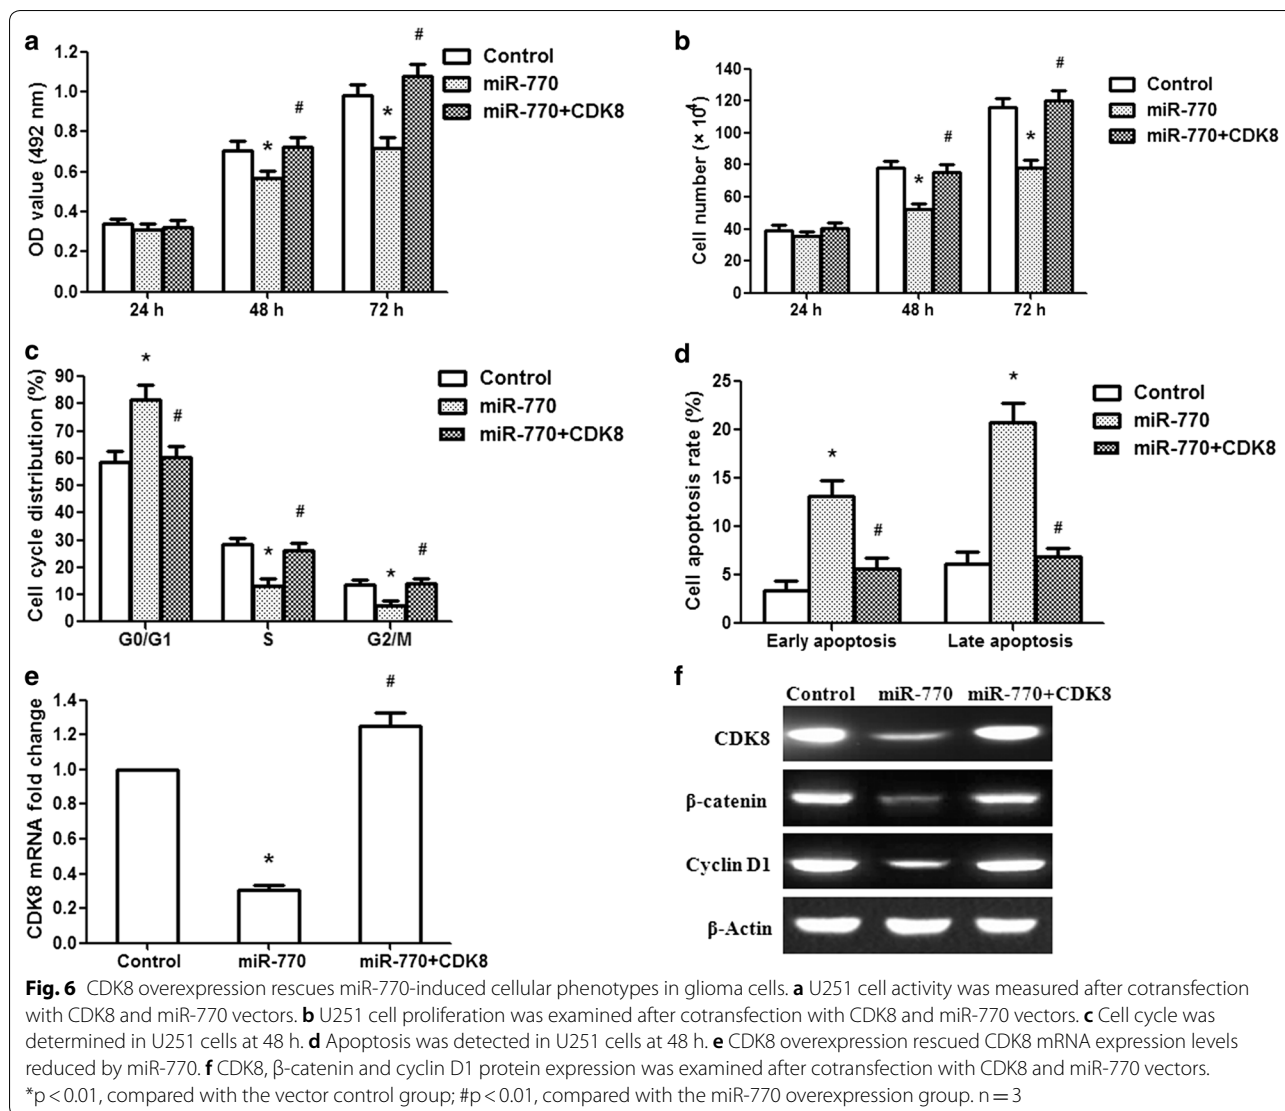 a
OD value (492 nm)
1.2
1.0
0.8
0.6
0.4
0.2
0.0
24 h 48 h 72 h
* # * #
Control
miR-770
miR-770+CDK8
b
Cell number (× 10⁴)
140
120
100
80
60
40
20
0
24 h 48 h 72 h
* # * #
Control
miR-770
miR-770+CDK8
c
Cell cycle distribution (%)
90
80
70
60
50
40
30
20
10
0
G0/G1 S G2/M
* # * # * #
Control
miR-770
miR-770+CDK8
d
Cell apoptosis rate (%)
25
20
15
10
5
0
Early apoptosis Late apoptosis
* # * #
Control
miR-770
miR-770+CDK8
e
CDK8 mRNA fold change
1.4
1.2
1.0
0.8
0.6
0.4
0.2
0.0
Control miR-770 miR-770+CDK8
* #
f
Control miR-770 miR-770+CDK8
CDK8
β-catenin
Cyclin D1
β-Actin
Fig. 6 CDK8 overexpression rescues miR-770-induced cellular phenotypes in glioma cells. a U251 cell activity was measured after cotransfection
with CDK8 and miR-770 vectors. b U251 cell proliferation was examined after cotransfection with CDK8 and miR-770 vectors. c Cell cycle was
determined in U251 cells at 48 h. d Apoptosis was detected in U251 cells at 48 h. e CDK8 overexpression rescued CDK8 mRNA expression levels
reduced by miR-770. f CDK8, β-catenin and cyclin D1 protein expression was examined after cotransfection with CDK8 and miR-770 vectors.
*p < 0.01, compared with the vector control group; #p < 0.01, compared with the miR-770 overexpression group. n = 3